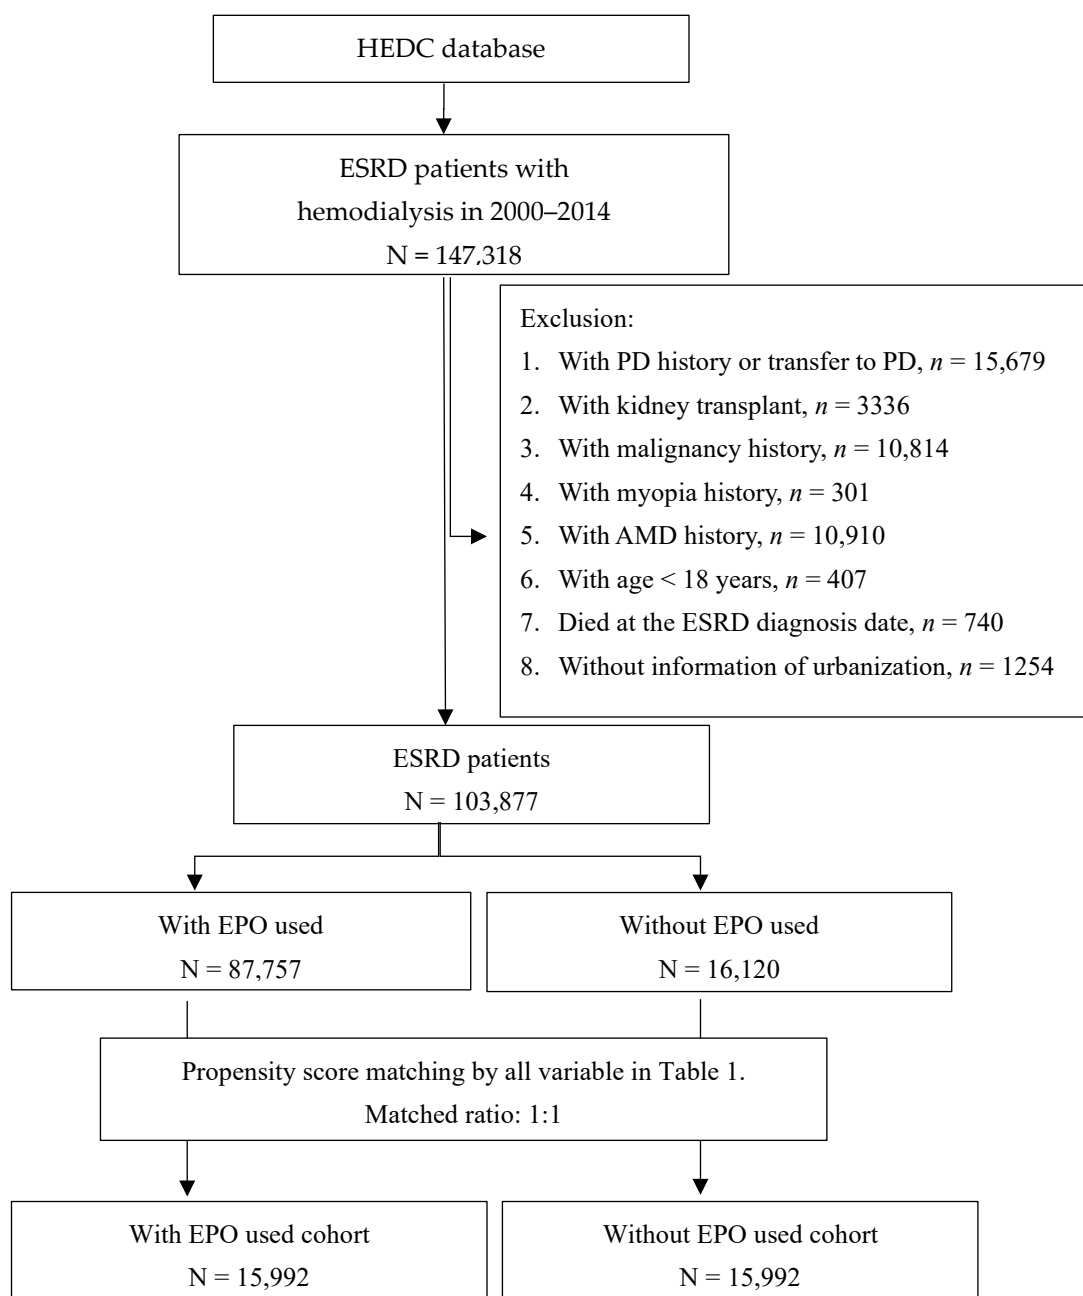 HEDC database
ESRD patients with
hemodialysis in 2000–2014
N = 147,318
Exclusion:
1. With PD history or transfer to PD, n = 15,679
2. With kidney transplant, n = 3336
3. With malignancy history, n = 10,814
4. With myopia history, n = 301
5. With AMD history, n = 10,910
6. With age < 18 years, n = 407
7. Died at the ESRD diagnosis date, n = 740
8. Without information of urbanization, n = 1254
ESRD patients
N = 103,877
With EPO used
N = 87,757
Without EPO used
N = 16,120
Propensity score matching by all variable in Table 1.
Matched ratio: 1:1
With EPO used cohort
N = 15,992
Without EPO used cohort
N = 15,992